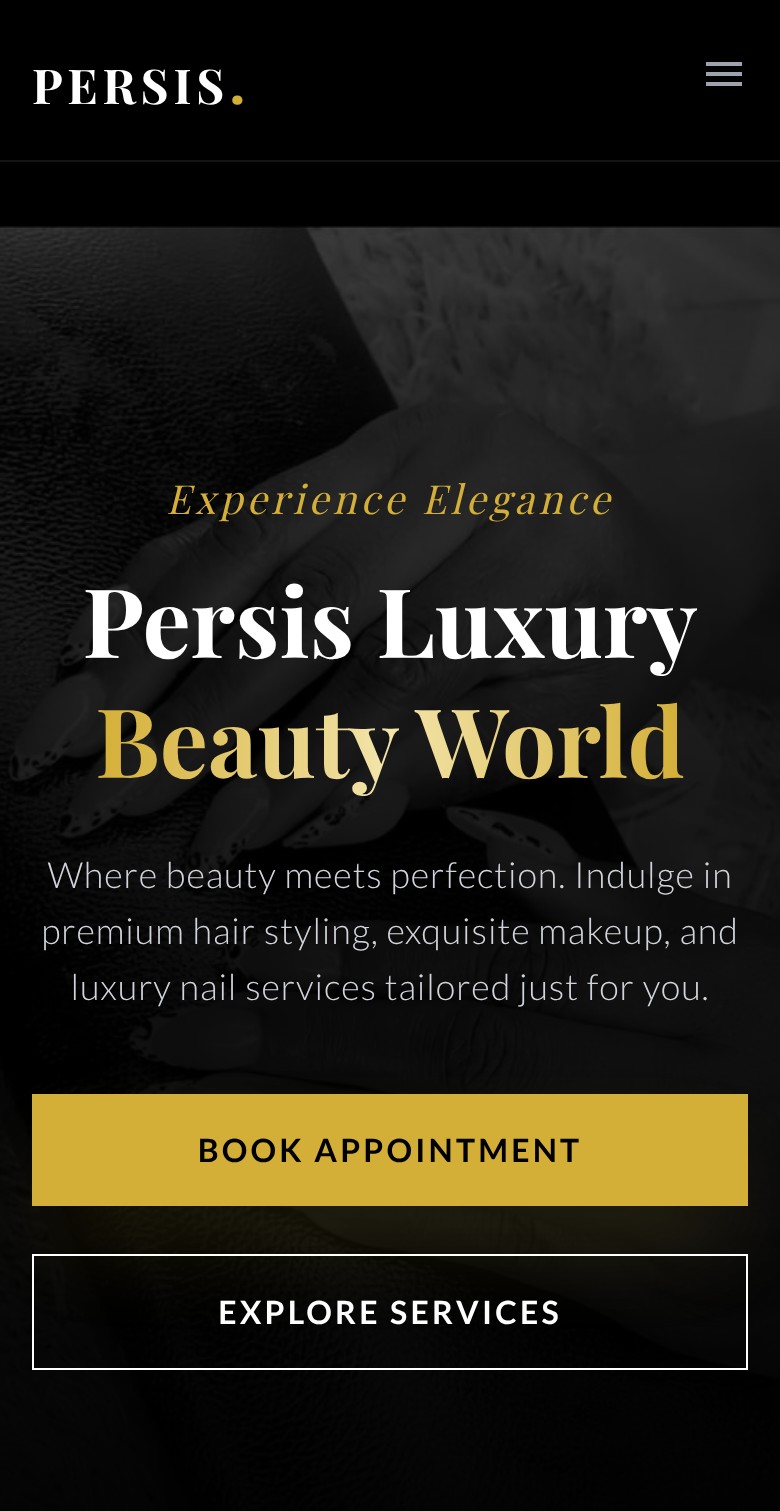 PERSIS.
Experience Elegance
Persis Luxury
Beauty World
Where beauty meets perfection. Indulge in
premium hair styling, exquisite makeup, and
luxury nail services tailored just for you.
BOOK APPOINTMENT
EXPLORE SERVICES